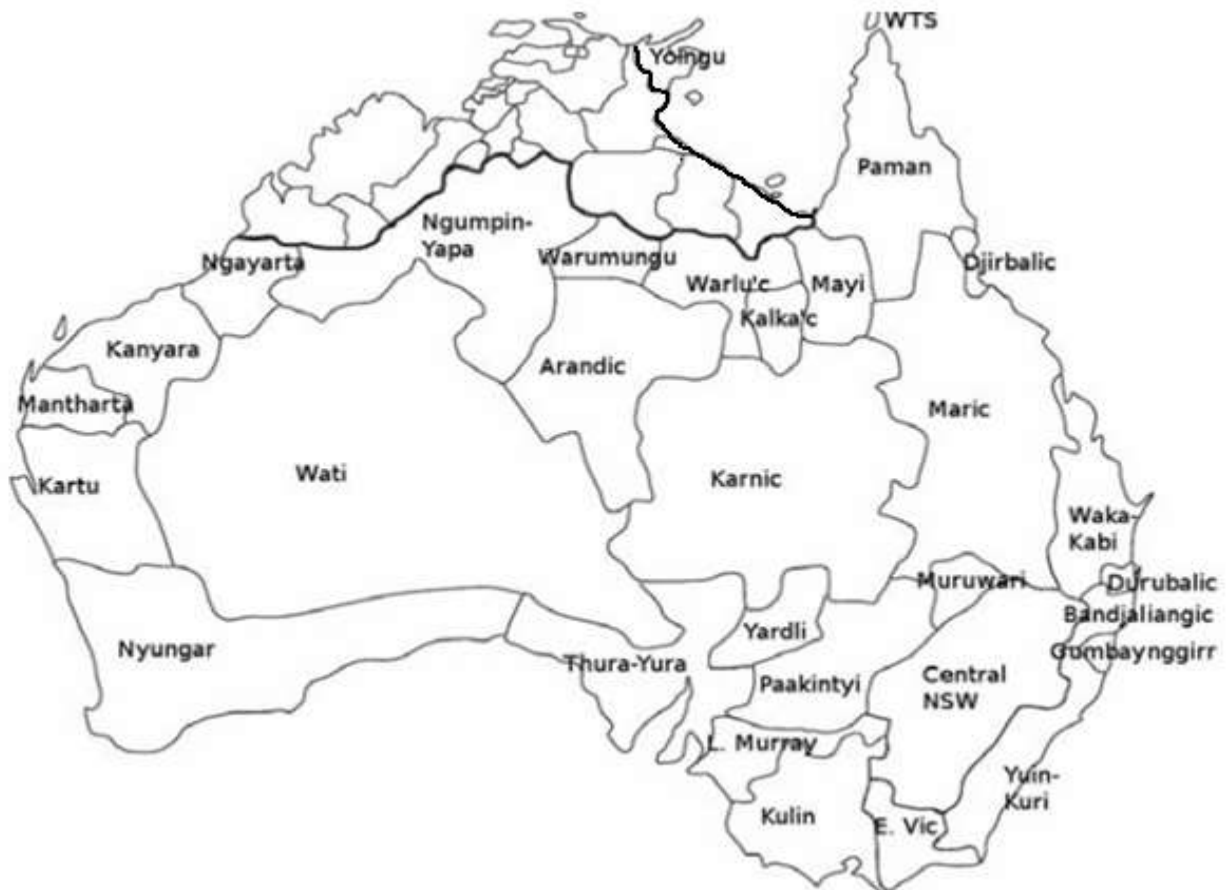 WTS
Yolngu
Paman
Ngumpin-
Yapa
Ngayarta
Warumungu
Djirbalic
Warlu'c
Mayi
Kalka'c
Kanyara
Arandic
Mantharta
Maric
Wati
Karnic
Kartu
Waka-
Kabi
Muruwari
Durubalic
Bandjaliangic
Yardli
Nyungar
Gumbaynggirr
Thura-Yura
Paakintyi
Central
NSW
L. Murray
Yuin-
Kuri
Kulin
E. Vic